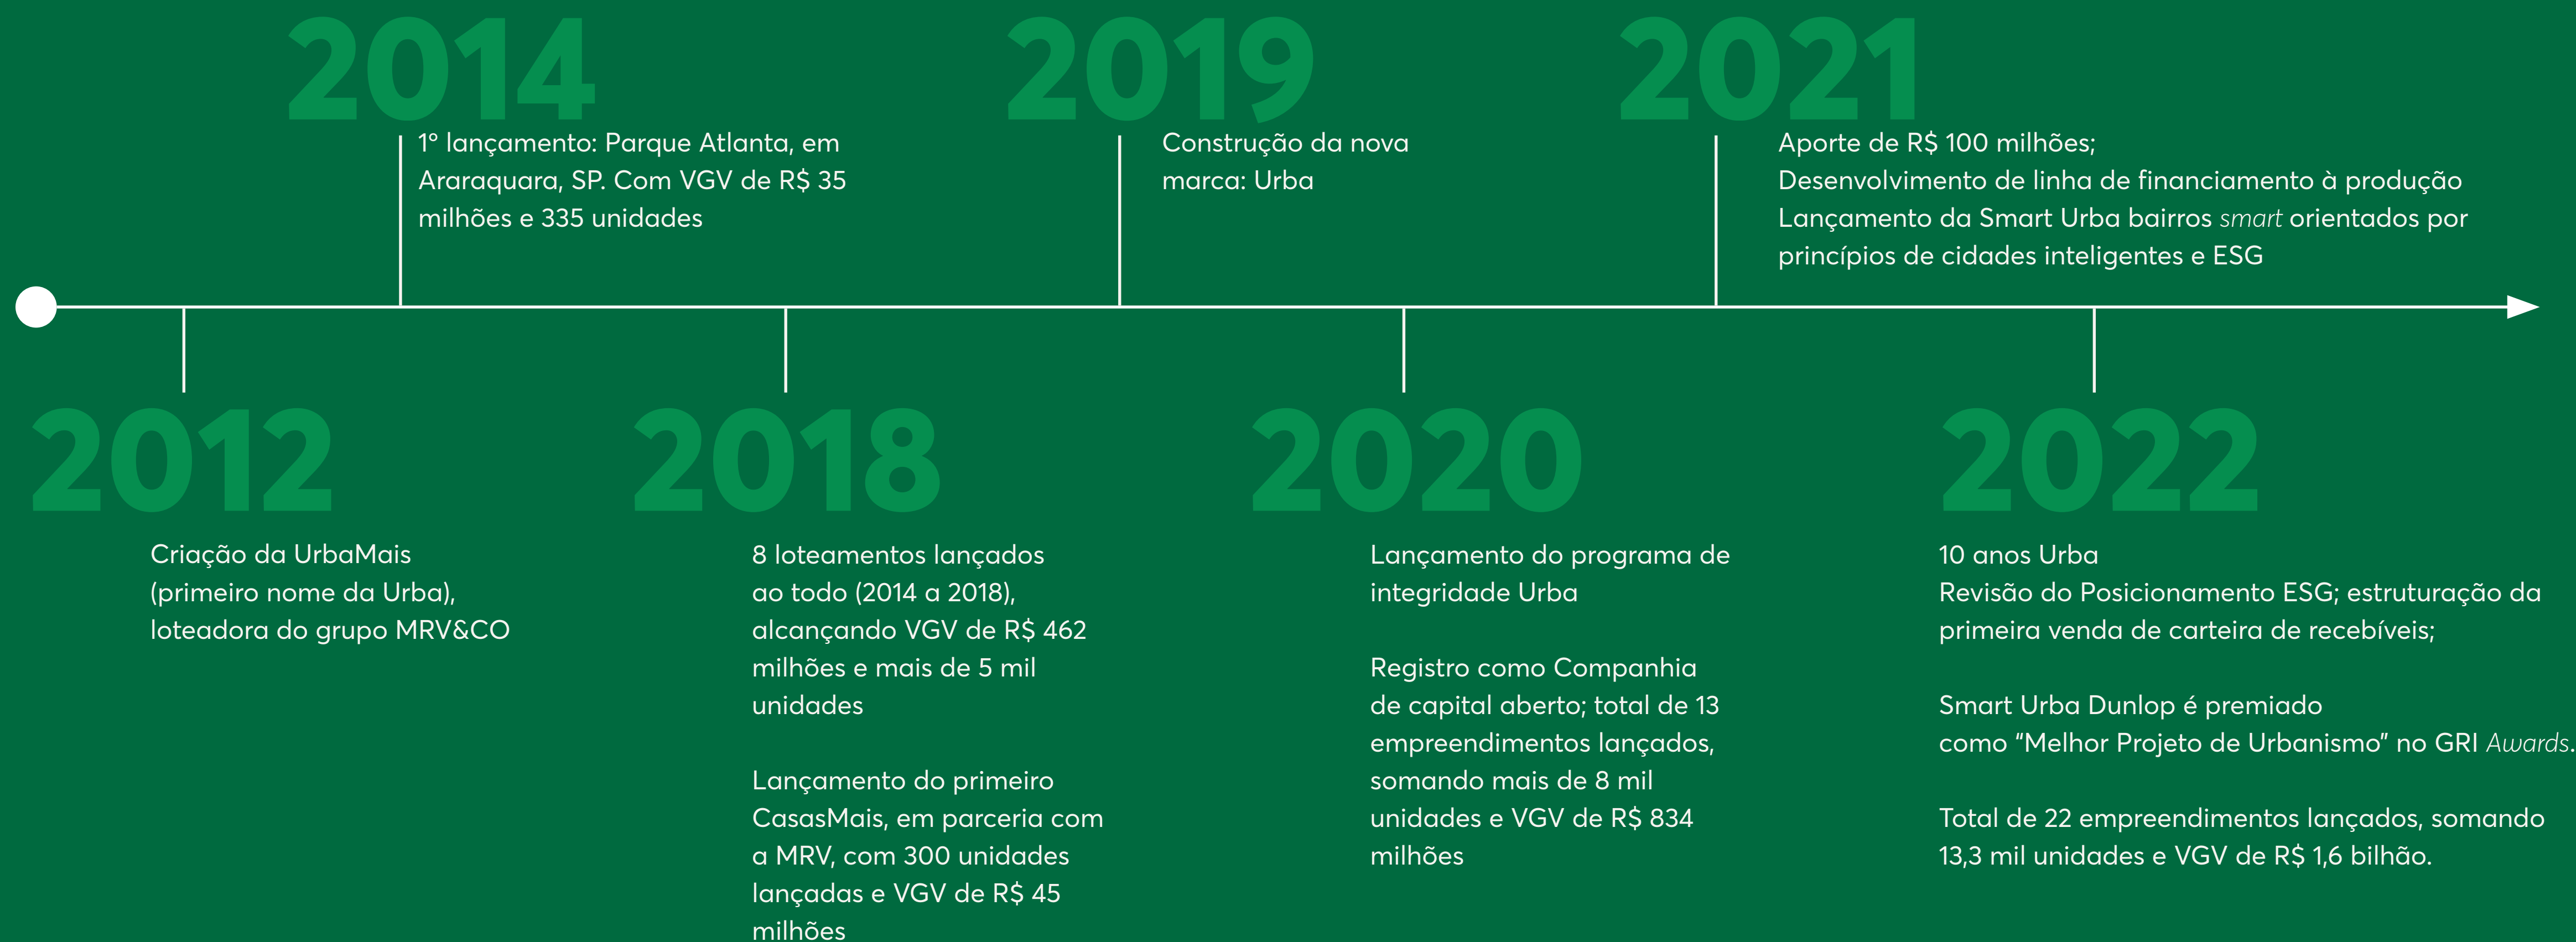 2014
1º lançamento: Parque Atlanta, em
Araraquara, SP. Com VGV de R$ 35
milhões e 335 unidades
2019
Construção da nova
marca: Urba
2021
Aporte de R$ 100 milhões;
Desenvolvimento de linha de financiamento à produção
Lançamento da Smart Urba bairros smart orientados por
princípios de cidades inteligentes e ESG
2012
Criação da UrbaMais
(primeiro nome da Urba),
loteadora do grupo MRV&CO
2018
8 loteamentos lançados
ao todo (2014 a 2018),
alcançando VGV de R$ 462
milhões e mais de 5 mil
unidades
Lançamento do primeiro
CasasMais, em parceria com
a MRV, com 300 unidades
lançadas e VGV de R$ 45
milhões
2020
Lançamento do programa de
integridade Urba
Registro como Companhia
de capital aberto; total de 13
empreendimentos lançados,
somando mais de 8 mil
unidades e VGV de R$ 834
milhões
2022
10 anos Urba
Revisão do Posicionamento ESG; estruturação da
primeira venda de carteira de recebíveis;
Smart Urba Dunlop é premiado
como “Melhor Projeto de Urbanismo” no GRI Awards.
Total de 22 empreendimentos lançados, somando
13,3 mil unidades e VGV de R$ 1,6 bilhão.